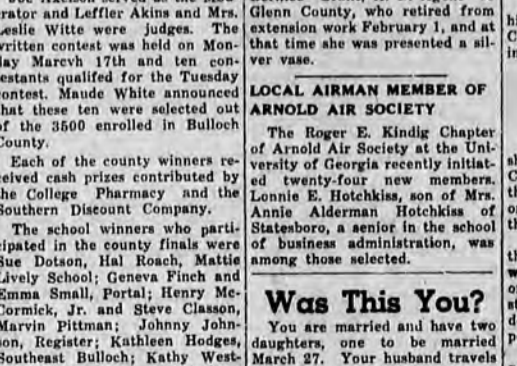 rator and Leffler Akins and Mrs.
Leslie Witte were judges. The
written contest was held on Mon-
day Marcvh 17th and ten con-
testants qualifed for the Tuesday
contest. Maude White announced
that these ten were selected out
of the 3500 enrolled in Bulloch
County.
Each of the county winners re-
ceived cash prizes contributed by
the College Pharmacy and the
Southern Discount Company.
The school winners who parti-
cipated in the county finals were
Sue Dotson, Hal Roach, Mattie
Lively School; Geneva Finch and
Emma Small, Portal; Henry Mc-
Cormick, Jr. and Steve Classon,
Marvin Pittman; Johnny John-
son, Register; Kathleen Hodges,
Southeast Bulloch; Kathy West-
Glenn County, who retired from
extension work February 1, and at
that time she was presented a sil-
ver vase.
LOCAL AIRMAN MEMBER OF
ARNOLD AIR SOCIETY
The Roger E. Kindig Chapter
of Arnold Air Society at the Uni-
versity of Georgia recently initiat-
ed twenty-four new members.
Lonnie E. Hotchkiss, son of Mrs.
Annie Alderman Hotchkiss of
Statesboro, a senior in the school
of business administration, was
among those selected.
Was This You?
You are married and have two
daughters, one to be married
March 27. Your husband travels